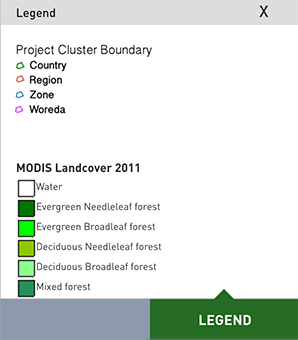 Legend X
Project Cluster Boundary
Country
Region
Zone
Woreda
MODIS Landcover 2011
Water
Evergreen Needleleaf forest
Evergreen Broadleaf forest
Deciduous Needleleaf forest
Deciduous Broadleaf forest
Mixed forest
LEGEND